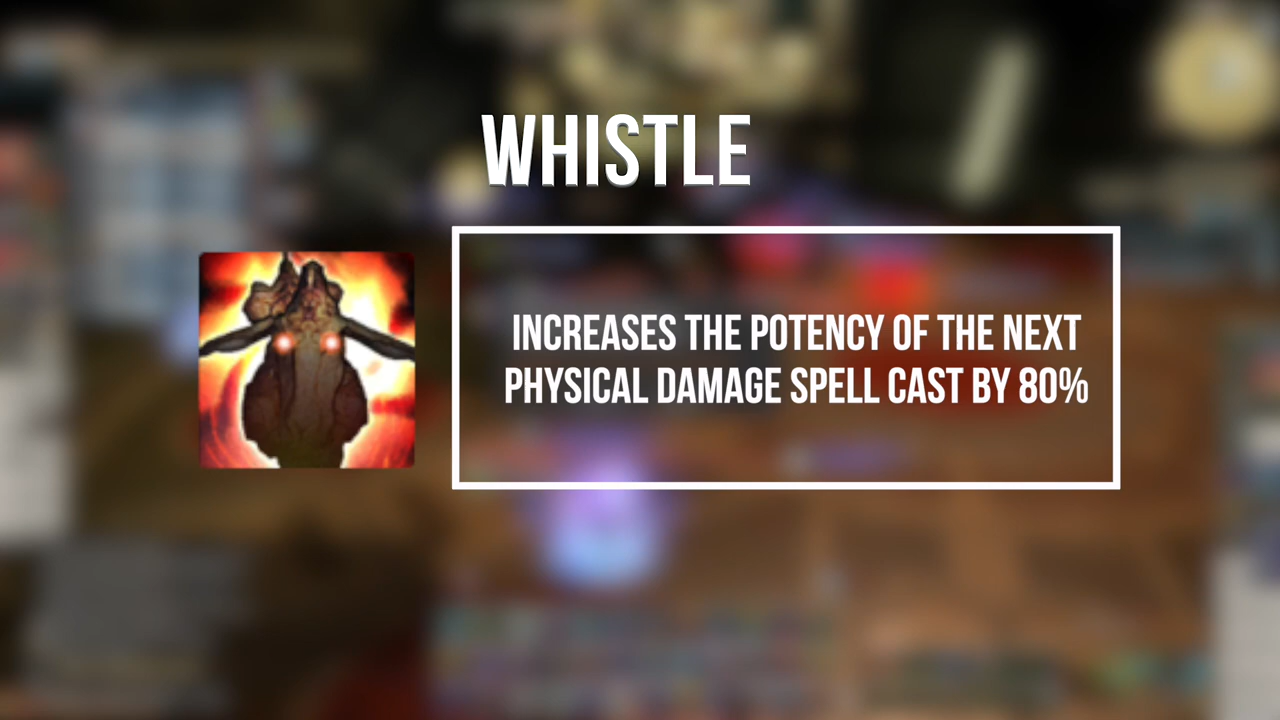 WHISTLE
INCREASES THE POTENCY OF THE NEXT
PHYSICAL DAMAGE SPELL CAST BY 80%